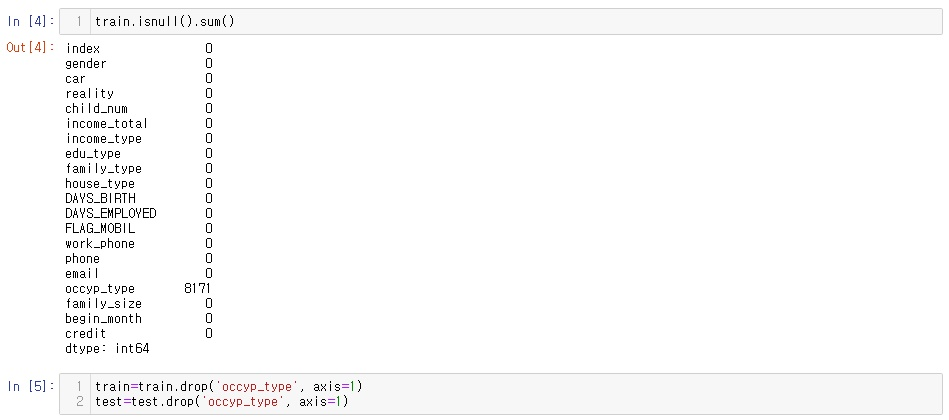 In [4]: 1 train.isnull().sum()
Out[4]: index 0
gender 0
car 0
reality 0
child_num 0
income_total 0
income_type 0
edu_type 0
family_type 0
house_type 0
DAYS_BIRTH 0
DAYS_EMPLOYED 0
FLAG_MOBIL 0
work_phone 0
phone 0
email 0
occyp_type 8171
family_size 0
begin_month 0
credit 0
dtype: int64
In [5]: 1 train=train.drop('occyp_type', axis=1)
2 test=test.drop('occyp_type', axis=1)